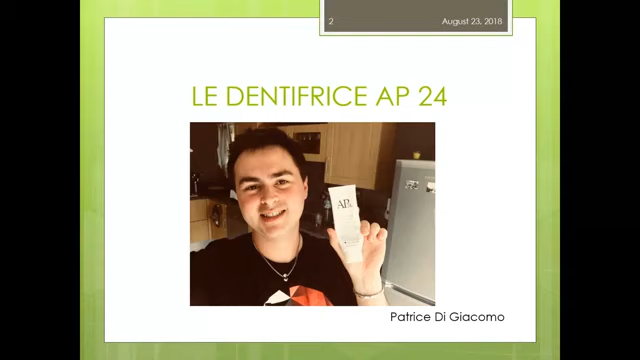 2
August 23, 2018
LE DENTIFRICE AP 24
AP
Patrice Di Giacomo